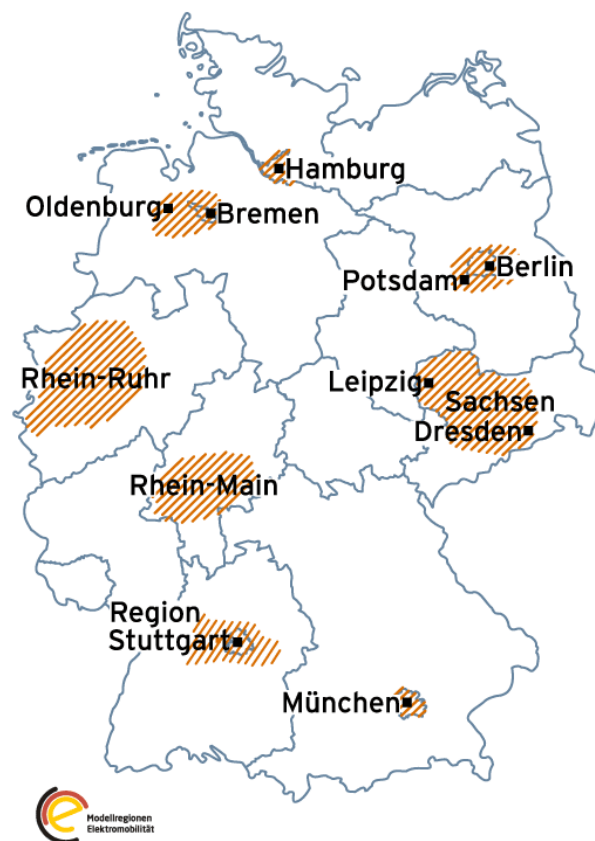 Hamburg
Oldenburg
Bremen
Berlin
Potsdam
Rhein-Ruhr
Leipzig
Sachsen
Dresden
Rhein-Main
Region
Stuttgart
München
Modellregionen
Elektromobilität